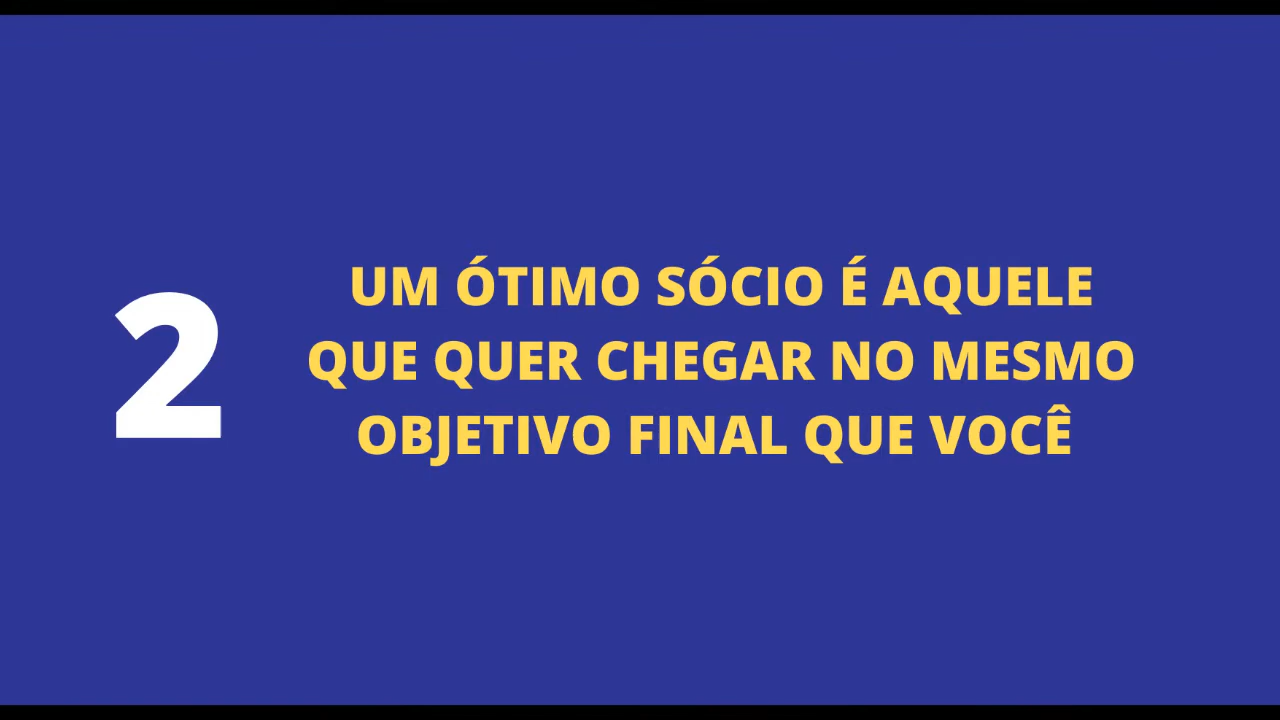 2
UM ÓTIMO SÓCIO É AQUELE
QUE QUER CHEGAR NO MESMO
OBJETIVO FINAL QUE VOCÊ